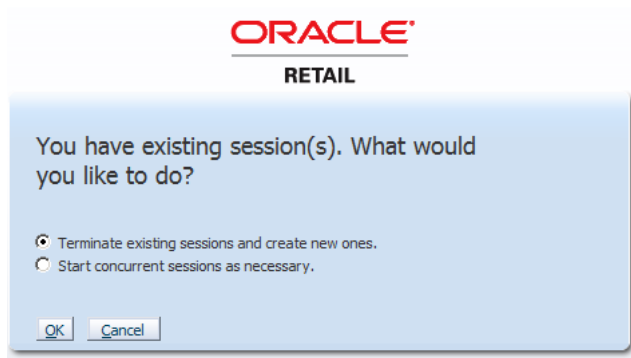 ORACLE
RETAIL
You have existing session(s). What would
you like to do?
Terminate existing sessions and create new ones.
Start concurrent sessions as necessary.
OK Cancel